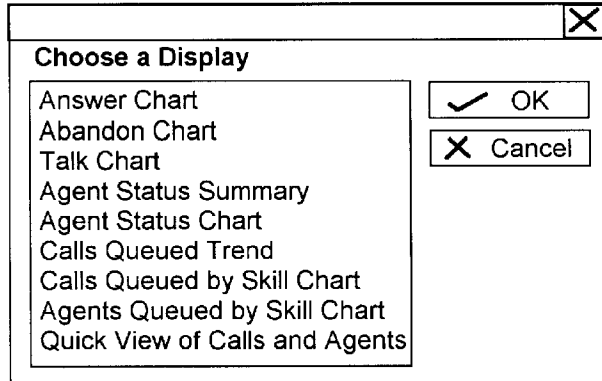 Choose a Display
Answer Chart
Abandon Chart
Talk Chart
Agent Status Summary
Agent Status Chart
Calls Queued Trend
Calls Queued by Skill Chart
Agents Queued by Skill Chart
Quick View of Calls and Agents
OK
Cancel